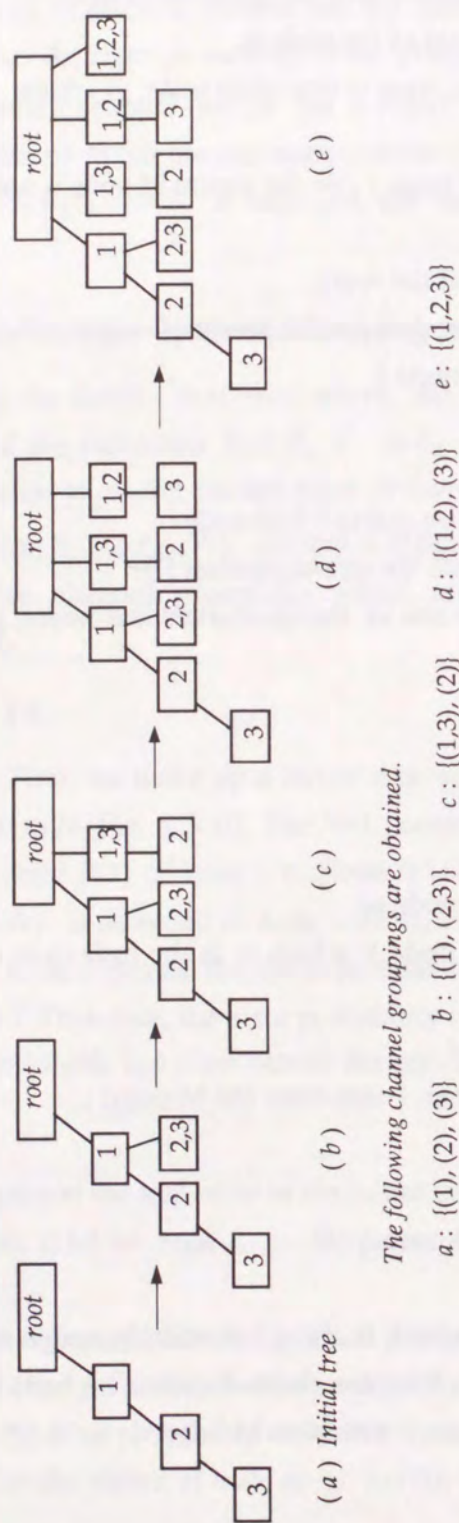 root
1
2
3
( a ) Initial tree
root
1
2 2,3
3
( b )
root
1 1,3
2 2,3 2
3
( c )
root
1 1,3 1,2
2 2,3 2 3
3
( d )
root
1 1,3 1,2 1,2,3
2 2,3 2 3
3
( e )
The following channel groupings are obtained.
a : {(1), (2), (3)} b : {(1), (2,3)} c : {(1,3), (2)} d : {(1,2), (3)} e : {(1,2,3)}